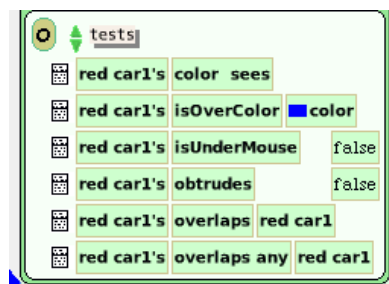 tests
red car1's color sees
red car1's isOverColor color
red car1's isUnderMouse false
red car1's obtrudes false
red car1's overlaps red car1
red car1's overlaps any red car1